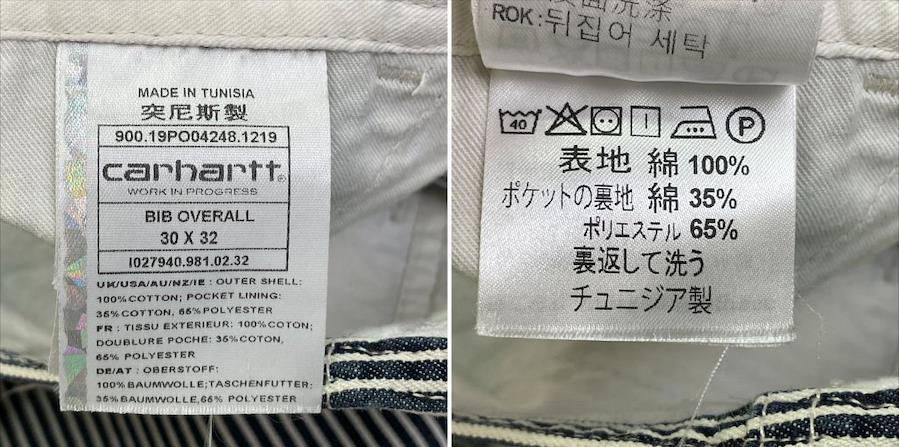 MADE IN TUNISIA
突尼斯製
900.19PO04248.1219
carhartt®
WORK IN PROGRESS
BIB OVERALL
30 X 32
I027940.981.02.32
UK/USA/AU/NZ/IE : OUTER SHELL:
100%COTTON; POCKET LINING:
35%COTTON, 65%POLYESTER
FR : TISSU EXTERIEUR: 100%COTON;
DOUBLURE POCHE: 35%COTON,
65% POLYESTER
DE/AT : OBERSTOFF:
100%BAUMWOLLE;TASCHENFUTTER:
35%BAUMWOLLE,65% POLYESTER
ROK:뒤집어 세탁
40
P
表地 綿 100%
ポケットの裏地 綿 35%
ポリエステル 65%
裏返して洗う
チュニジア製